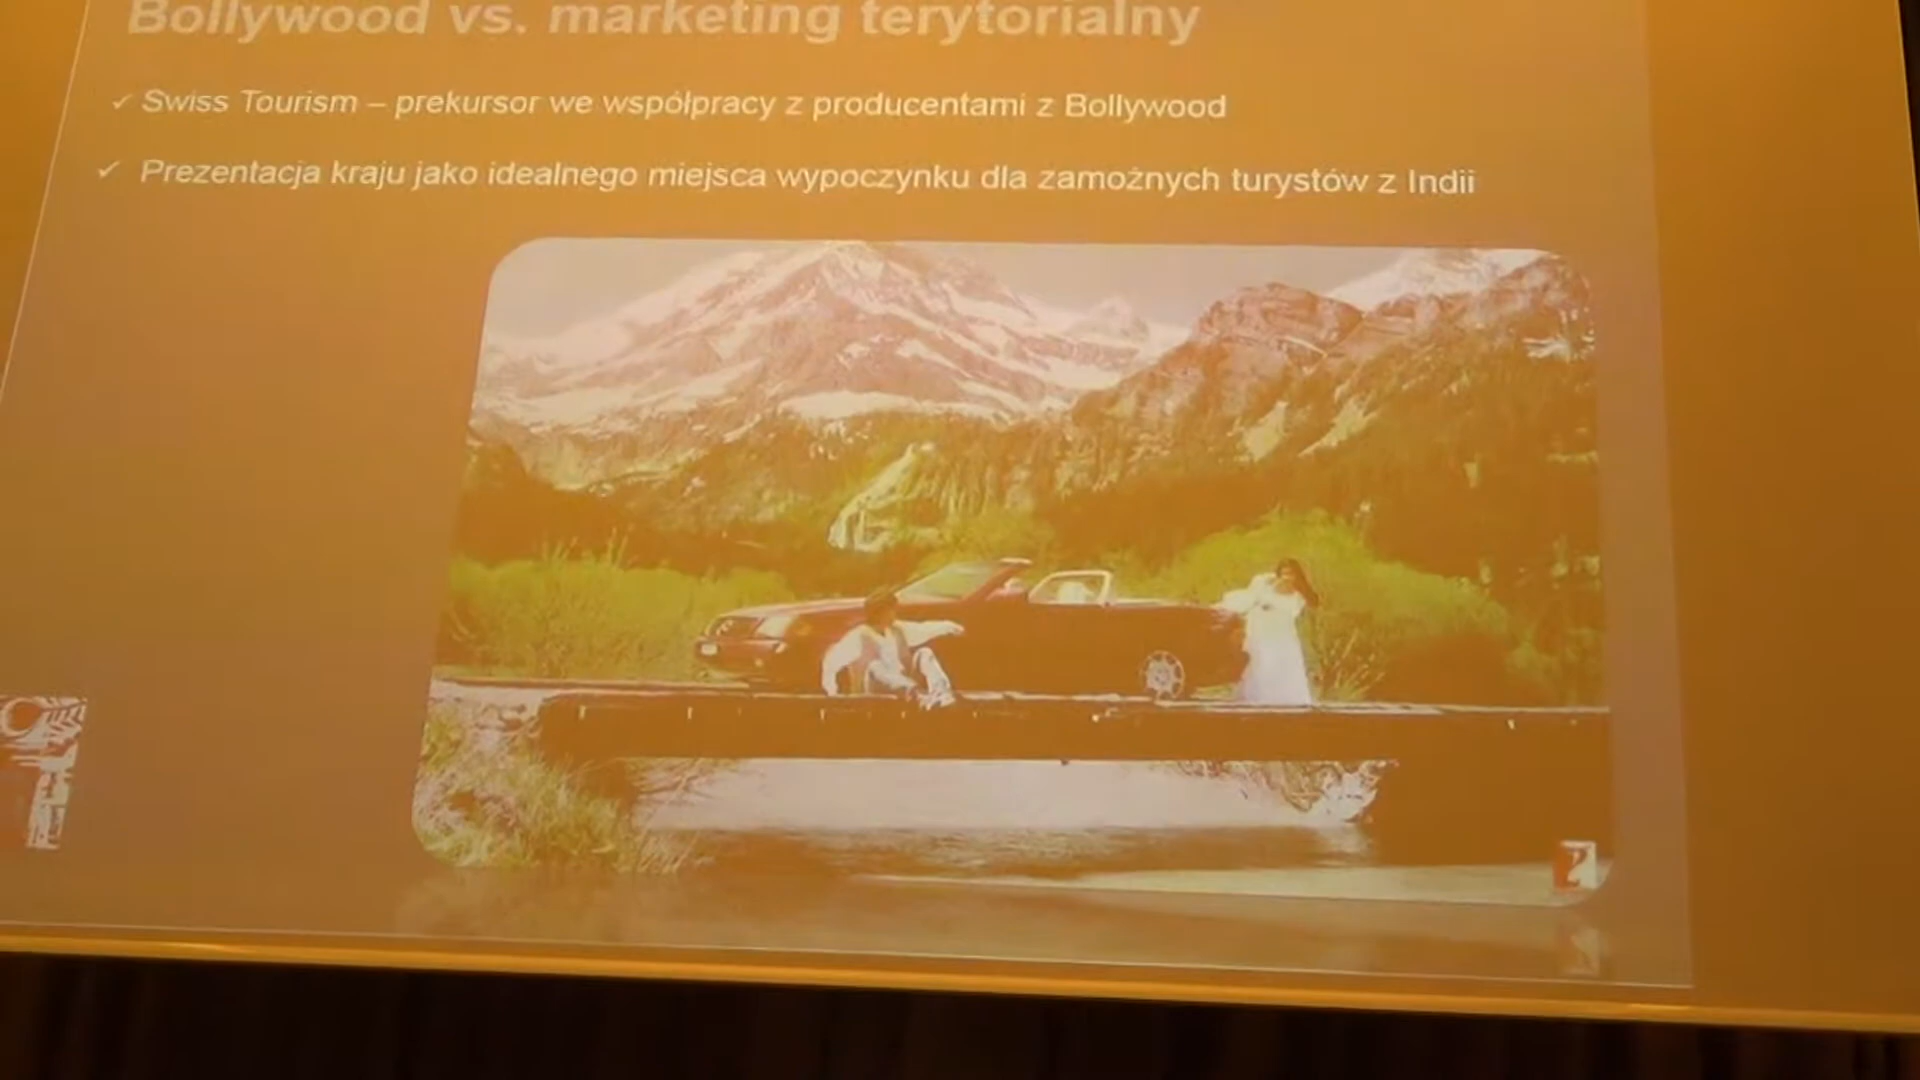 Bollywood vs. marketing terytorialny
✓ Swiss Tourism – prekursor we współpracy z producentami z Bollywood
✓ Prezentacja kraju jako idealnego miejsca wypoczynku dla zamożnych turystów z Indii